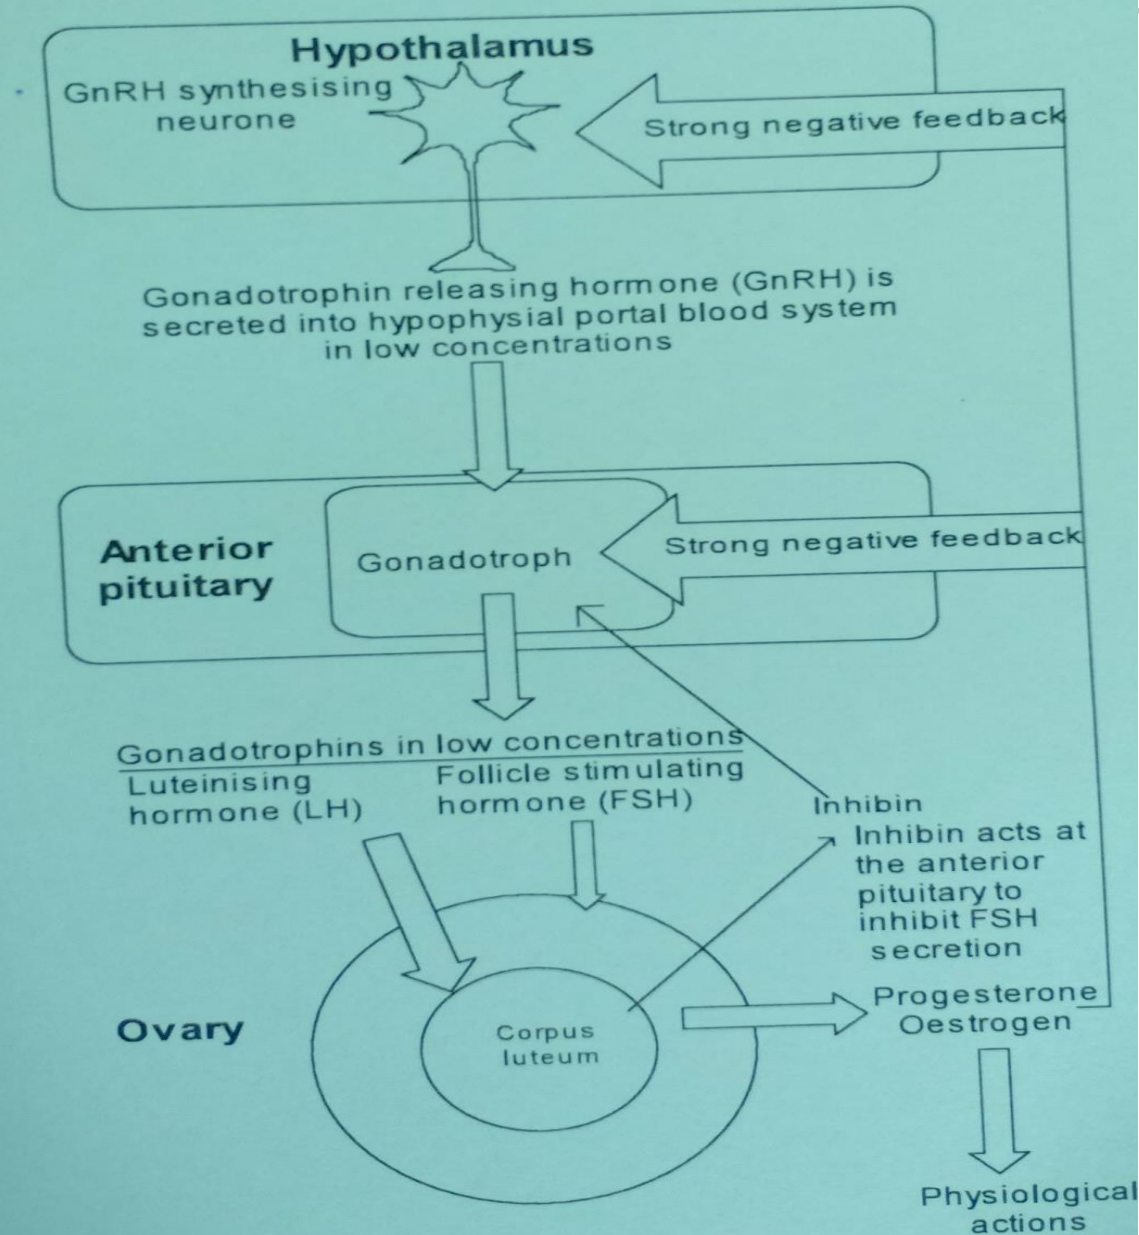 Hypothalamus
GnRH synthesising
neurone
Strong negative feedback
Gonadotrophin releasing hormone (GnRH) is
secreted into hypophysial portal blood system
in low concentrations
Anterior
pituitary
Gonadotroph
Strong negative feedback
Gonadotrophins in low concentrations
Luteinising
hormone (LH)
Follicle stimulating
hormone (FSH)
Inhibin
Inhibin acts at
the anterior
pituitary to
inhibit FSH
secretion
Ovary
Corpus
luteum
Progesterone
Oestrogen
Physiological
actions